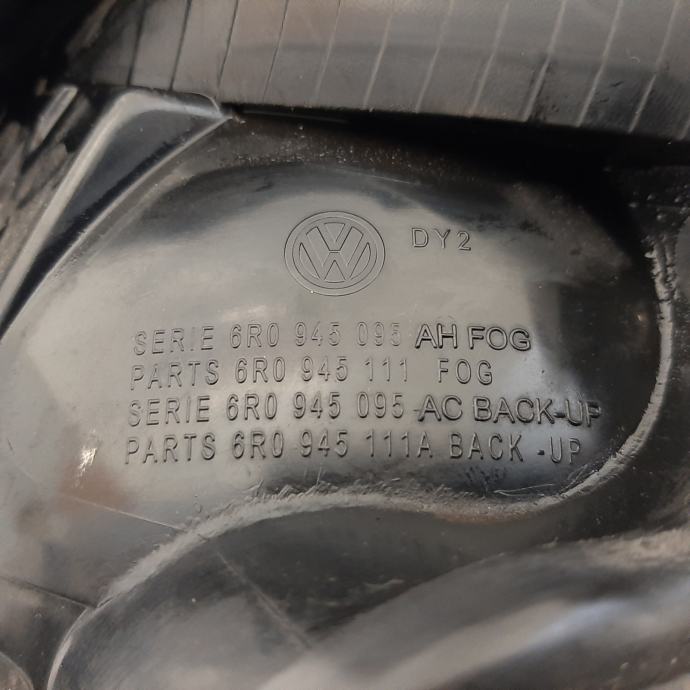 DY2
SERIE 6R0 945 095 AH FOG
PARTS 6R0 945 111 FOG
SERIE 6R0 945 095 AC BACK-UP
PARTS 6R0 945 111A BACK-UP